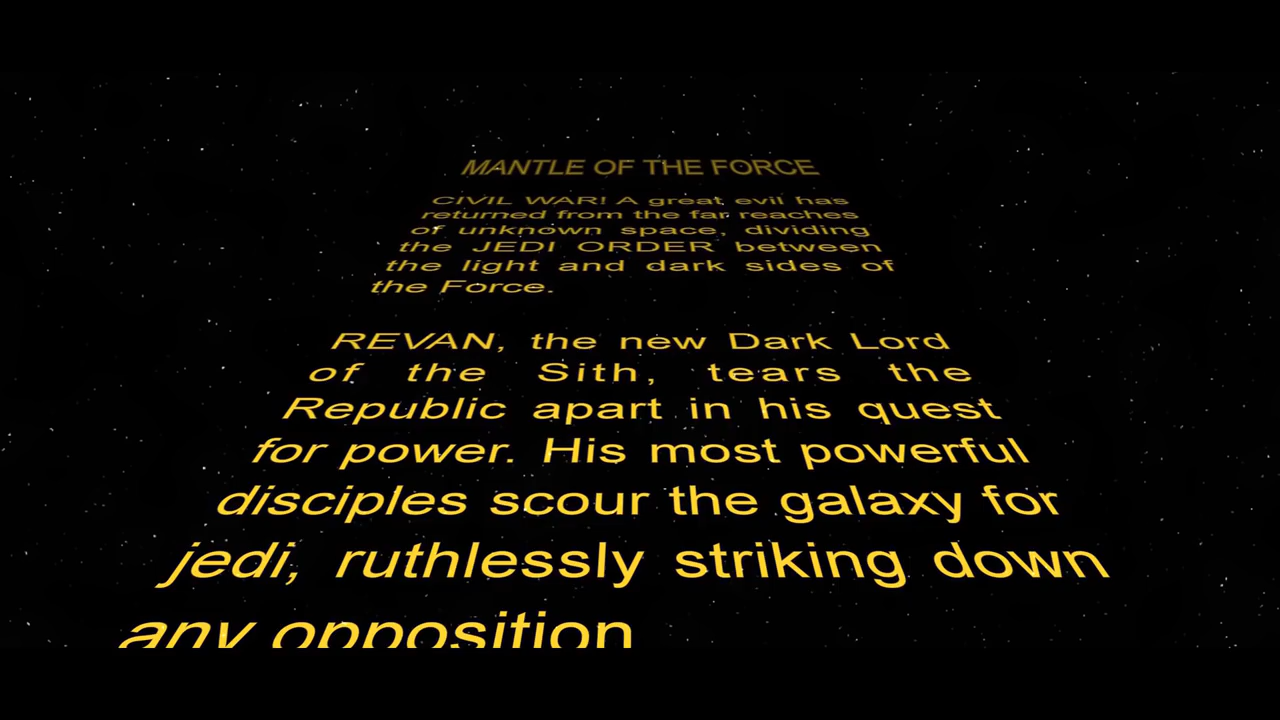 MANTLE OF THE FORCE
CIVIL WAR! A great evil has
returned from the far reaches
of unknown space, dividing
the JEDI ORDER between
the light and dark sides of
the Force.
REVAN, the new Dark Lord
of the Sith, tears the
Republic apart in his quest
for power. His most powerful
disciples scour the galaxy for
jedi, ruthlessly striking down
any opposition